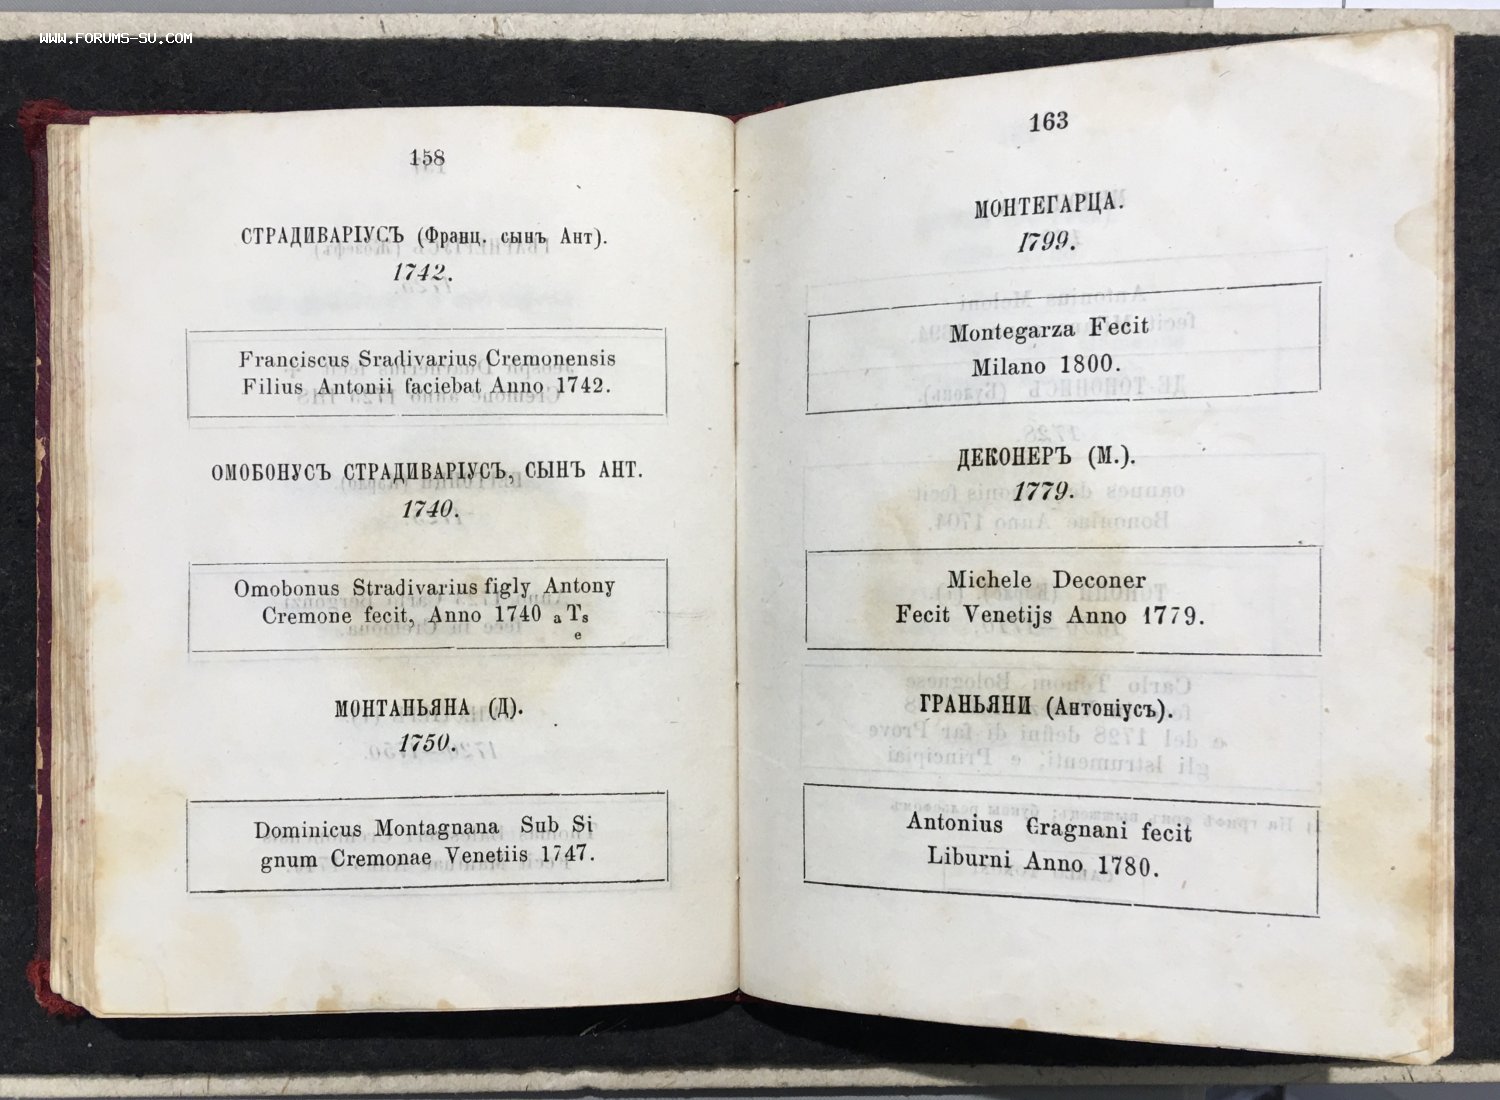 WWW.FORUMS-SU.COM
158
СТРАДИВАРІУСЪ (Франц. сынъ Ант).
1742.
Franciscus Sradivarius Cremonensis
Filius Antonii faciebat Anno 1742.
ОМОБОНУСЪ СТРАДИВАРІУСЪ, СЫНЪ АНТ.
1740.
Omobonus Stradivarius figly Antony
Cremone fecit, Anno 1740 a Ts
e
МОНТАНЬЯНА (Д).
1750.
Dominicus Montagnana Sub Si
gnum Cremonae Venetiis 1747.
163
МОНТЕГАРЦА.
1799.
Montegarza Fecit
Milano 1800.
ДЕКОНЕРЪ (М.).
1779.
Michele Deconer
Fecit Venetijs Anno 1779.
ГРАНЬЯНИ (Антоніусъ).
Antonius Gragnani fecit
Liburni Anno 1780.